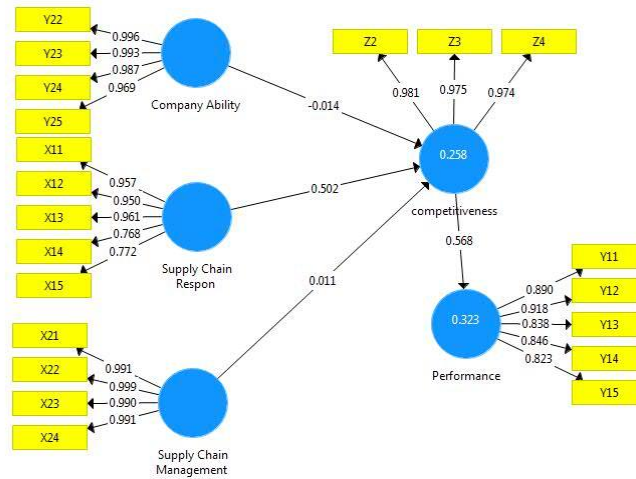 Y22
Y23
Y24
Y25
0.996
0.993
0.987
0.969
Company Ability
-0.014
Z2
Z3
Z4
0.981
0.975
0.974
0.258
competitiveness
X11
X12
X13
X14
X15
0.957
0.950
0.961
0.768
0.772
Supply Chain
Respon
0.502
0.568
0.011
X21
X22
X23
X24
0.991
0.999
0.990
0.991
Supply Chain
Management
0.323
Performance
0.890
0.918
0.838
0.846
0.823
Y11
Y12
Y13
Y14
Y15